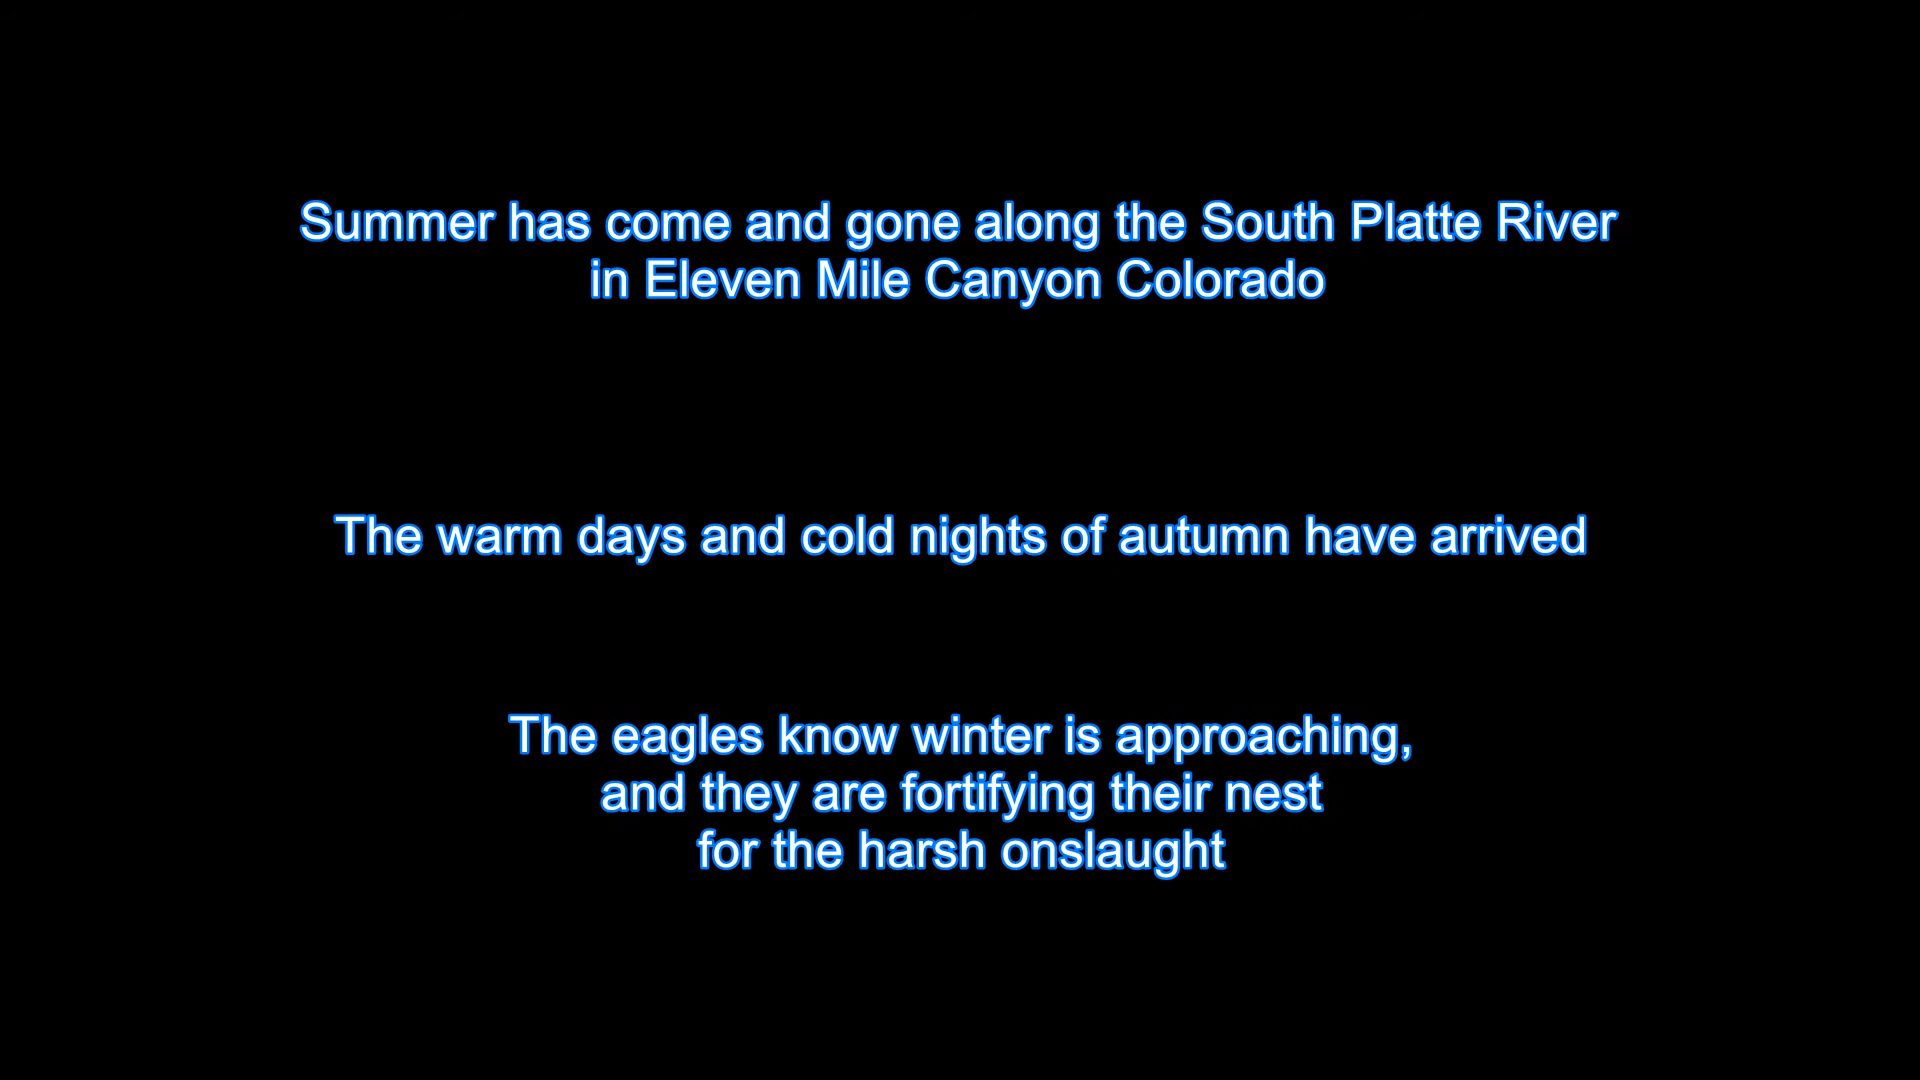 Summer has come and gone along the South Platte River
in Eleven Mile Canyon Colorado
The warm days and cold nights of autumn have arrived
The eagles know winter is approaching,
and they are fortifying their nest
for the harsh onslaught